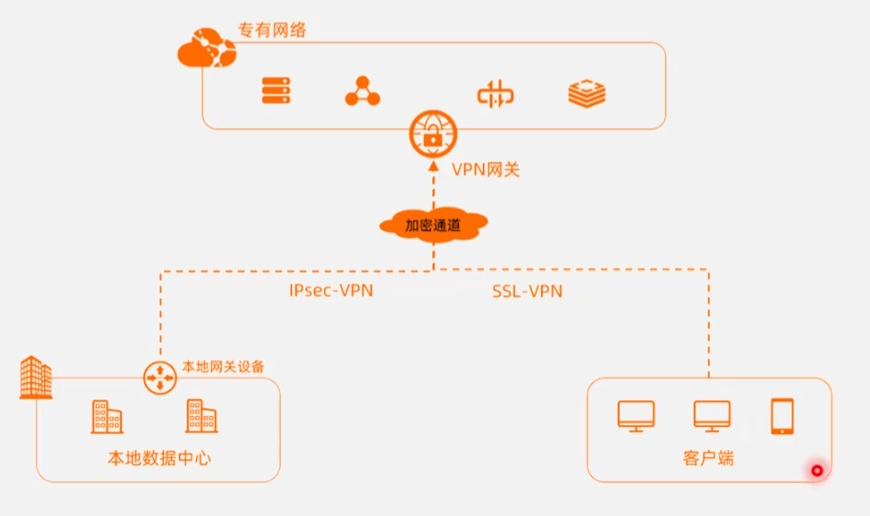 专有网络
VPN网关
加密通道
IPsec-VPN
SSL-VPN
本地网关设备
本地数据中心
客户端